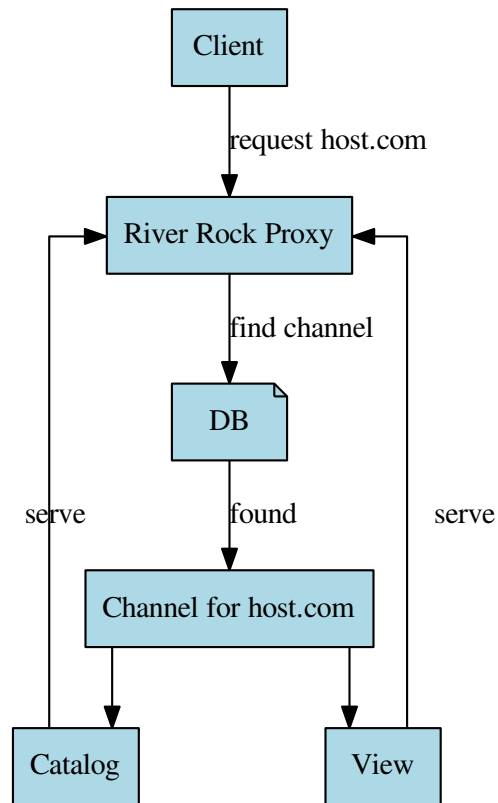 Client
request host.com
River Rock Proxy
find channel
DB
serve
found
serve
Channel for host.com
Catalog
View